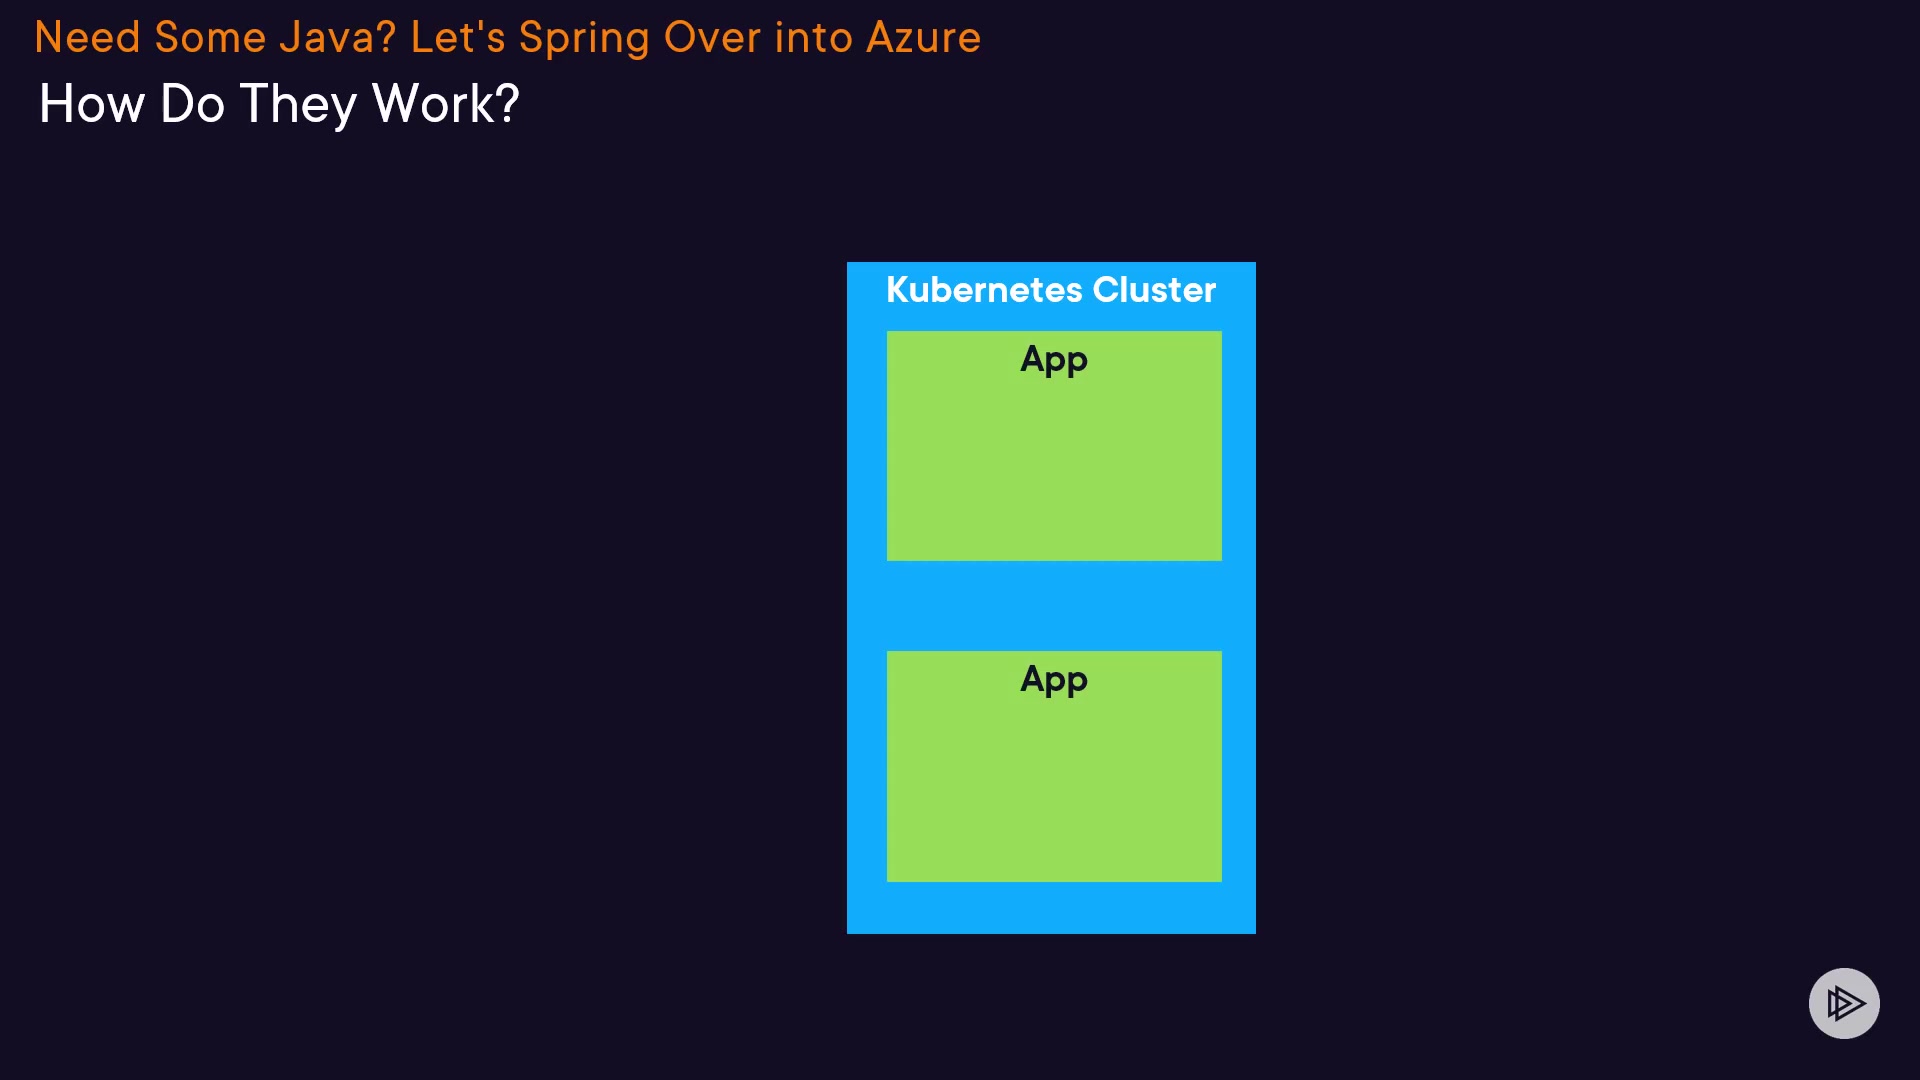 Need Some Java? Let's Spring Over into Azure
How Do They Work?
Kubernetes Cluster
App
App